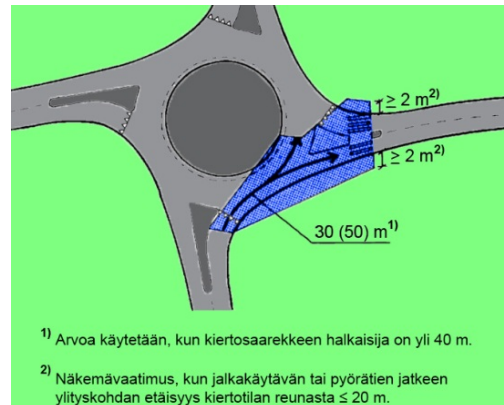 ≥ 2 m²⁾
≥ 2 m²⁾
30 (50) m¹⁾
¹⁾ Arvoa käytetään, kun kiertosaarekkeen halkaisija on yli 40 m.
²⁾ Näkemävaatimus, kun jalkakäytävän tai pyörätien jatkeen
ylityskohdan etäisyys kiertotilan reunasta ≤ 20 m.